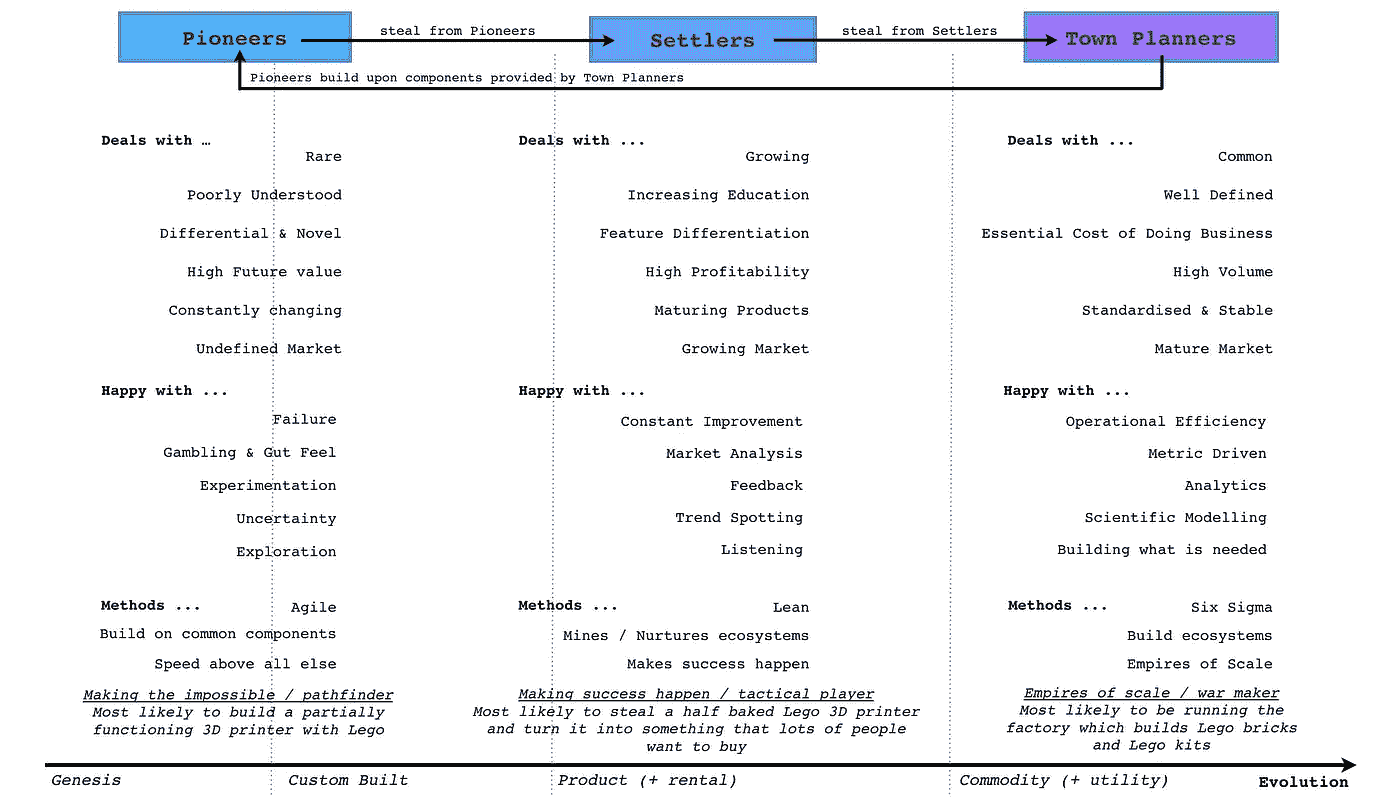 Pioneers
steal from Pioneers
Settlers
steal from Settlers
Town Planners
Pioneers build upon components provided by Town Planners
Deals with …
Rare
Poorly Understood
Differential & Novel
High Future value
Constantly changing
Undefined Market
Happy with ...
Failure
Gambling & Gut Feel
Experimentation
Uncertainty
Exploration
Methods ...
Agile
Build on common components
Speed above all else
Making the impossible / pathfinder
Most likely to build a partially
functioning 3D printer with Lego
Deals with ...
Growing
Increasing Education
Feature Differentiation
High Profitability
Maturing Products
Growing Market
Happy with ...
Constant Improvement
Market Analysis
Feedback
Trend Spotting
Listening
Methods ...
Lean
Mines / Nurtures ecosystems
Makes success happen
Making success happen / tactical player
Most likely to steal a half baked Lego 3D printer
and turn it into something that lots of people
want to buy
Deals with ...
Common
Well Defined
Essential Cost of Doing Business
High Volume
Standardised & Stable
Mature Market
Happy with ...
Operational Efficiency
Metric Driven
Analytics
Scientific Modelling
Building what is needed
Methods ...
Six Sigma
Build ecosystems
Empires of Scale
Empires of scale / war maker
Most likely to be running the
factory which builds Lego bricks
and Lego kits
Genesis
Custom Built
Product (+ rental)
Commodity (+ utility)
Evolution